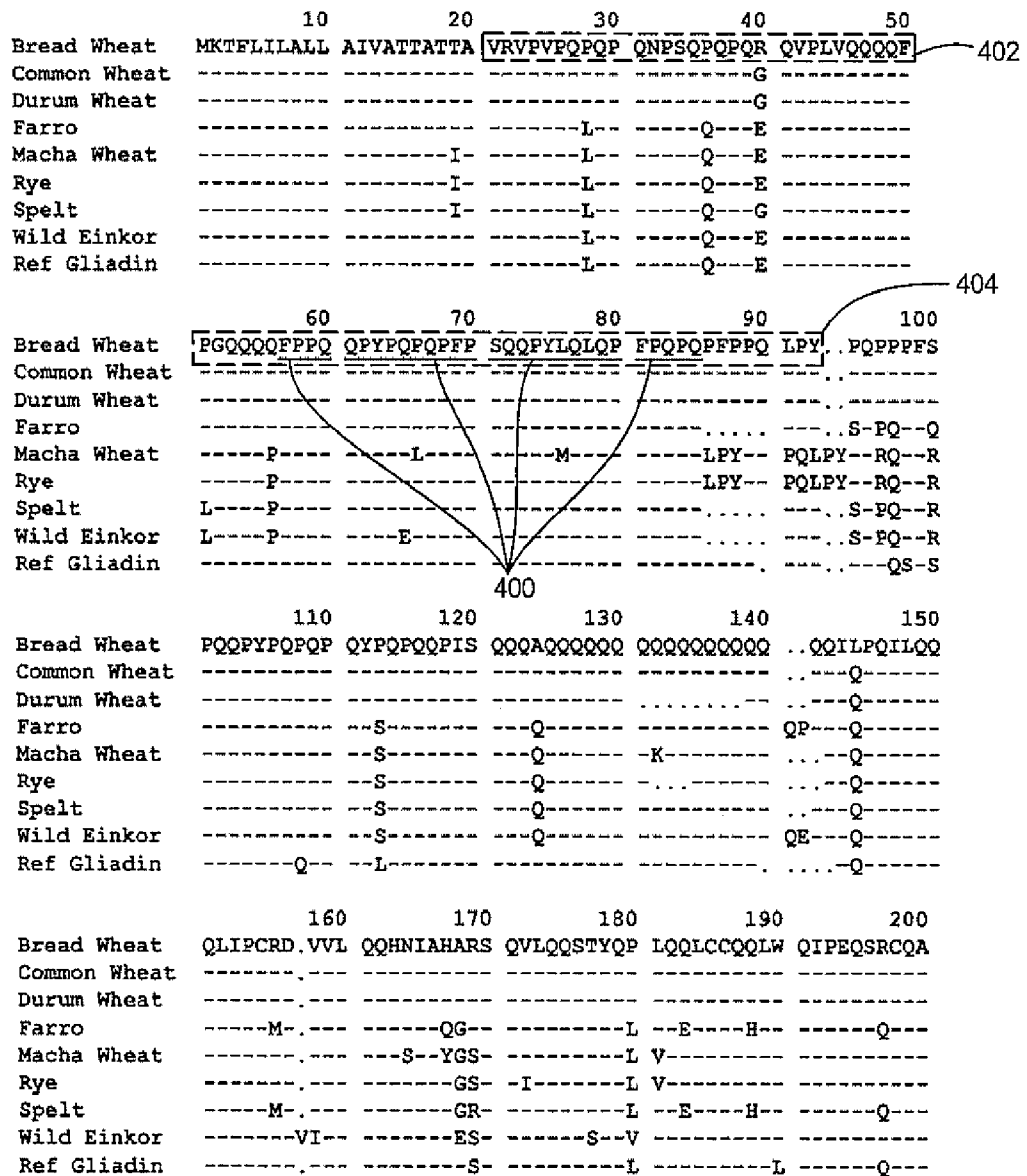 10 20 30 40 50
Bread Wheat MKTFLILALL AIVATTATTA VRVPVPQPQP QNPSQPQPQR QVPLVQQQQF 402
Common Wheat ---------- ---------- ---------- ---------G ----------
Durum Wheat ---------- ---------- ---------- ---------G ----------
Farro ---------- ---------- -------L-- -----Q---E ----------
Macha Wheat ---------- ---------I -------L-- -----Q---E ----------
Rye ---------- ---------I -------L-- -----Q---E ----------
Spelt ---------- ---------I -------L-- -----Q---G ----------
Wild Einkor ---------- ---------- -------L-- -----Q---E ----------
Ref Gliadin ---------- ---------- -------L-- -----Q---E ----------
404
60 70 80 90 100
Bread Wheat PGQQQQFPPQ QPYPQPQPFP SQQPYLQLQP FPQPQPFPPQ LPY..PQPPPFS
Common Wheat ---------- ---------- ---------- ---------- ---..-------
Durum Wheat ---------- ---------- ---------- ---------- ---..-------
Farro ---------- ---------- ---------- -----..... ---..S-PQ--Q
Macha Wheat -----P---- -----L---- -----M---- -----LPY-- PQLPY--RQ--R
Rye -----P---- ---------- ---------- -----LPY-- PQLPY--RQ--R
Spelt L----P---- ---------- ---------- -----..... ---..S-PQ--R
Wild Einkor L----P---- ----E----- ---------- -----..... ---..S-PQ--R
Ref Gliadin ---------- ---------- ---------- ---------. --------QS-S
400
110 120 130 140 150
Bread Wheat PQQPYPQPQP QYPQPQQPIS QQQAQQQQQQ QQQQQQQQQQ ..QQILPQILQQ
Common Wheat ---------- ---------- ---------- ---------- ..---Q------
Durum Wheat ---------- ---------- ---------- .......--- ..---Q------
Farro ---------- --S------- ---Q------ ---------- QP---Q------
Macha Wheat ---------- --S------- ---Q------ -K-------- ...--Q------
Rye ---------- --S------- ---Q------ -...------ ...--Q------
Spelt ---------- --S------- ---Q------ ---------- ...--Q------
Wild Einkor ---------- --S------- ---Q------ ---------- QE---Q------
Ref Gliadin -------Q-- --L------- ---------- ---------. ....-Q------
160 170 180 190 200
Bread Wheat QLIPCRD.VVL QQHNIAHARS QVLQQSTYQP LQQLCCQQLW QIPEQSRCQA
Common Wheat -------.--- ---------- ---------- ---------- ----------
Durum Wheat -------.--- ---------- ---------- ---------- ----------
Farro -----M-.--- ------QG-- ---------L --E----H-- ------Q---
Macha Wheat -------.--- ---S--YGS- ---------L V--------- ----------
Rye -------.--- -------GS- -I-------L V--------- ----------
Spelt -----M-.--- -------GR- ---------L --E----H-- ------Q---
Wild Einkor -------VI-- -------ES- ------S--V ---------- ----------
Ref Gliadin -------.--- --------S- ---------L ---------L ------Q---